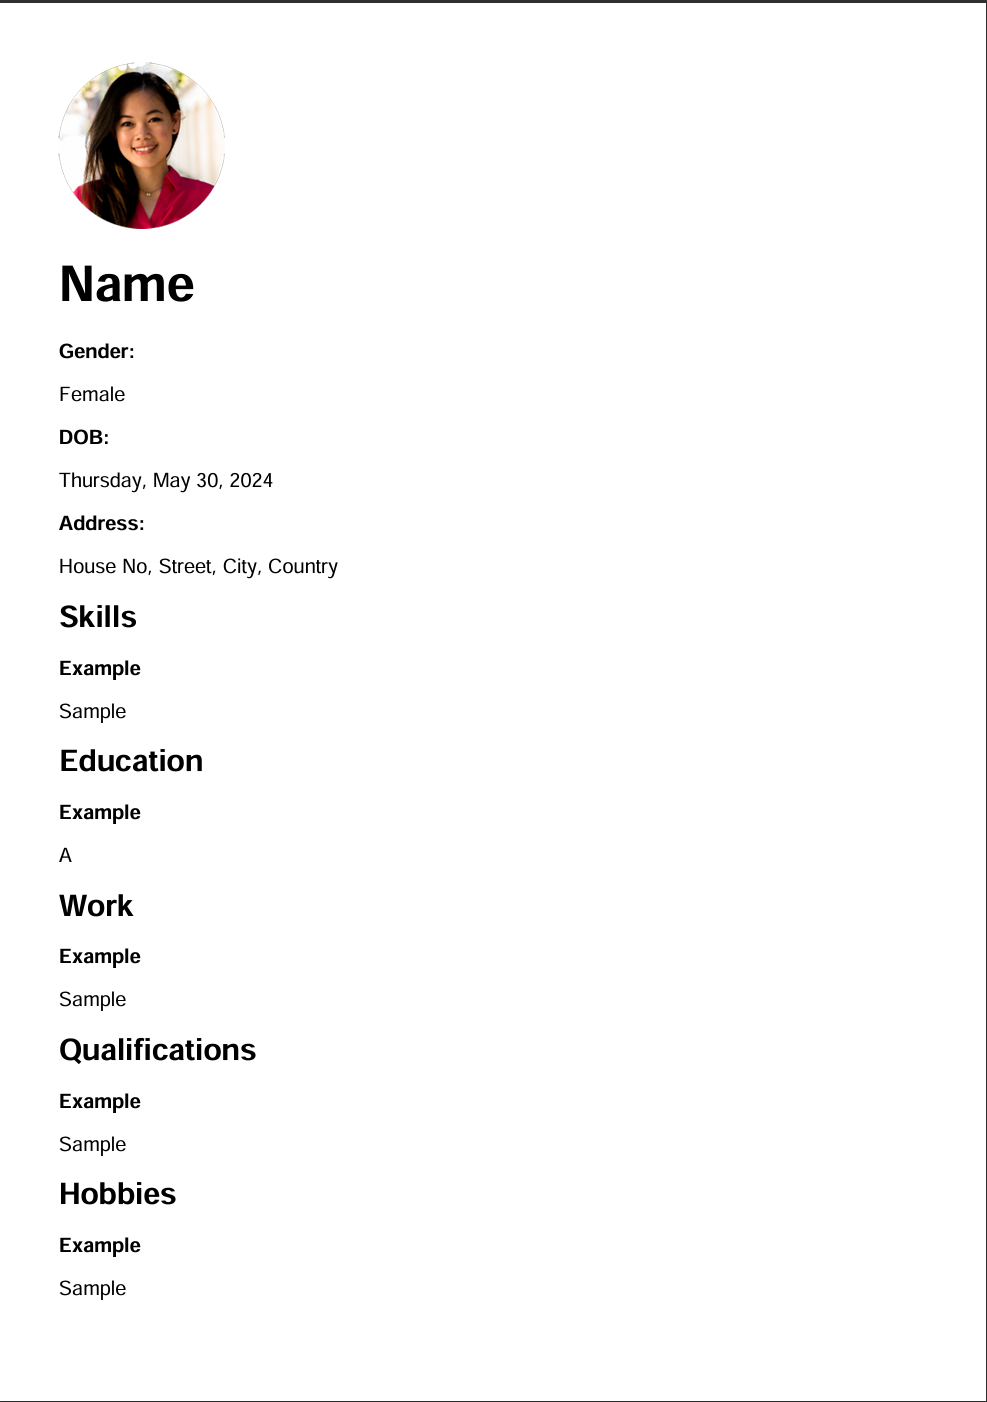 Name
Gender:
Female
DOB:
Thursday, May 30, 2024
Address:
House No, Street, City, Country
Skills
Example
Sample
Education
Example
A
Work
Example
Sample
Qualifications
Example
Sample
Hobbies
Example
Sample